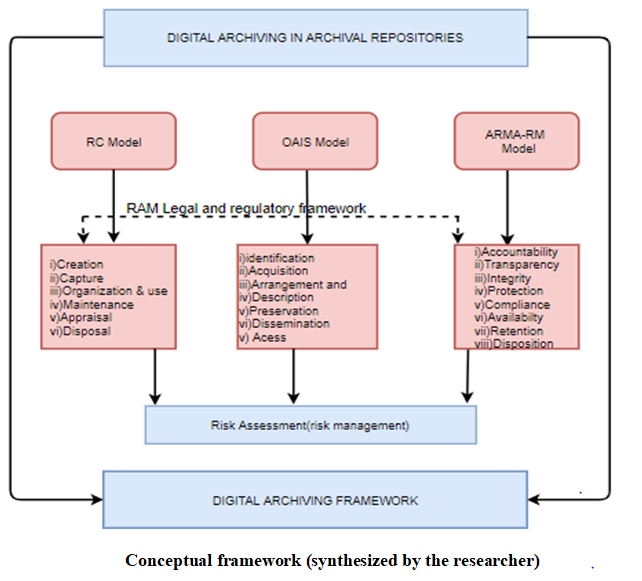 DIGITAL ARCHIVING IN ARCHIVAL REPOSITORIES
RC Model
OAIS Model
ARMA-RM
Model
RAM Legal and regulatory framework
i)Creation
ii)Capture
iii)Organization & use
iv)Maintenance
v)Appraisal
vi)Disposal
i)identification
ii)Acquisition
iii)Arrangement and
iv)Description
v)Preservation
vi)Dissemination
v) Acess
i)Accountability
ii)Transparency
iii)Integrity
iv)Protection
v)Compliance
vi)Availabilty
vii)Retention
viii)Disposition
Risk Assessment(risk management)
DIGITAL ARCHIVING FRAMEWORK
Conceptual framework (synthesized by the researcher)